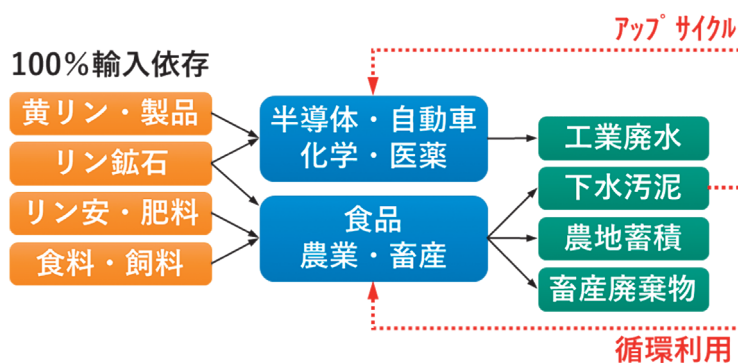 アップサイクル
100%輸入依存
黄リン・製品
リン鉱石
リン安・肥料
食料・飼料
半導体・自動車
化学・医薬
食品
農業・畜産
工業廃水
下水汚泥
農地蓄積
畜産廃棄物
循環利用